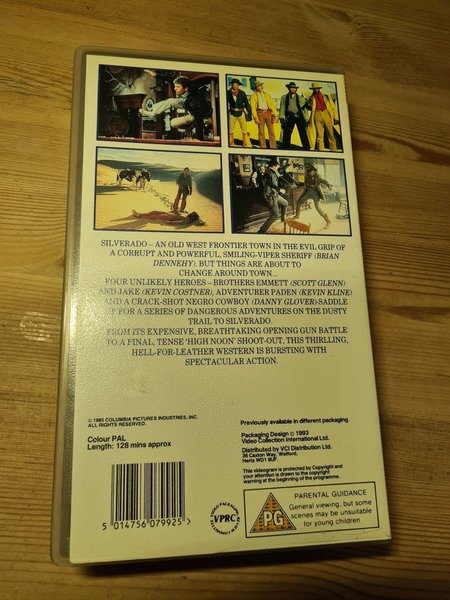 SILVERADO – AN OLD WEST FRONTIER TOWN IN THE EVIL GRIP OF
A CORRUPT AND POWERFUL, SMILING-VIPER SHERIFF (BRIAN
DENNEHY). BUT THINGS ARE ABOUT TO
CHANGE AROUND TOWN...
FOUR UNLIKELY HEROES – BROTHERS EMMETT (SCOTT GLENN)
AND JAKE (KEVIN COSTNER), ADVENTURER PADEN (KEVIN KLINE)
AND A CRACK-SHOT NEGRO COWBOY (DANNY GLOVER)-SADDLE
UP FOR A SERIES OF DANGEROUS ADVENTURES ON THE DUSTY
TRAIL TO SILVERADO.
FROM ITS EXPENSIVE, BREATHTAKING OPENING GUN BATTLE
TO A FINAL, TENSE 'HIGH NOON' SHOOT-OUT, THIS THIRLLING,
HELL-FOR-LEATHER WESTERN IS BURSTING WITH
SPECTACULAR ACTION.
© 1985 COLUMBIA PICTURES INDUSTRIES, INC.
ALL RIGHTS RESERVED.
Colour PAL
Length: 128 mins approx
Previously available in different packaging
Packaging Design © 1993
Video Collection International Ltd.
Distributed by VCI Distribution Ltd.
36 Caxton Way, Watford,
Herts WD1 8UF.
This videogram is protected by Copyright and
your attention is drawn to the copyright
warning at the beginning of the programme.
5 014756 079925 >
VPRC
PG
PARENTAL GUIDANCE
General viewing, but some
scenes may be unsuitable
for young children